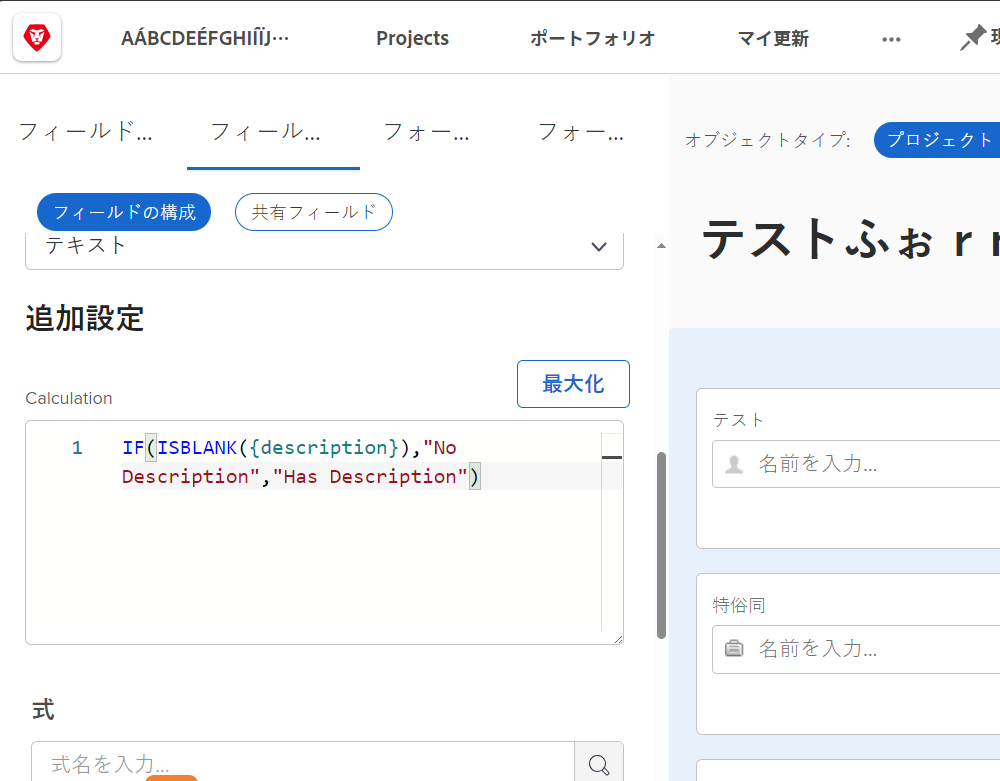 AÁBCDEÉFGHIÍÎJ··· Projects ポートフォリオ マイ更新 ··· 現
フィールド... フィール... フォー... フォー...
オブジェクトタイプ: プロジェクト
フィールドの構成 共有フィールド
テキスト
テストふぉｒｒ
追加設定
最大化
Calculation
1 IF(ISBLANK({description}),"No
Description","Has Description")
テスト
名前を入力...
特俗同
名前を入力...
式
式名を入力...